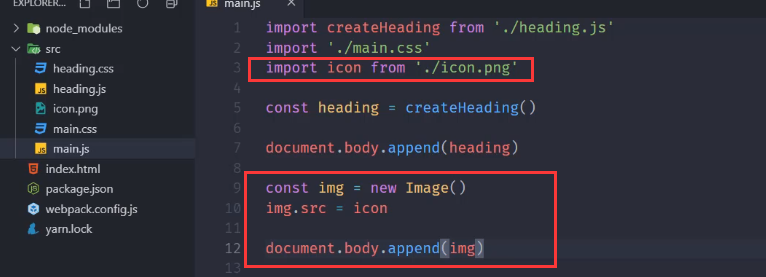 EXPLORER...
main.js
node_modules
src
heading.css
heading.js
icon.png
main.css
main.js
index.html
package.json
webpack.config.js
yarn.lock
1 import createHeading from './heading.js'
2 import './main.css'
3 import icon from './icon.png'
4
5 const heading = createHeading()
6
7 document.body.append(heading)
8
9 const img = new Image()
10 img.src = icon
11
12 document.body.append(img)
13